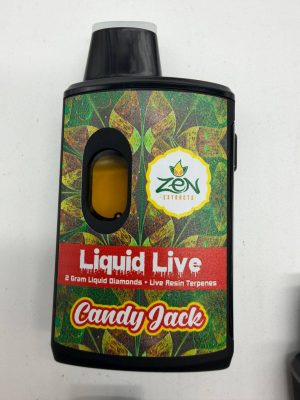 ZEN
EXTRACTS
Liquid Live
2 Gram Liquid Diamonds • Live Resin Terpenes
Candy Jack